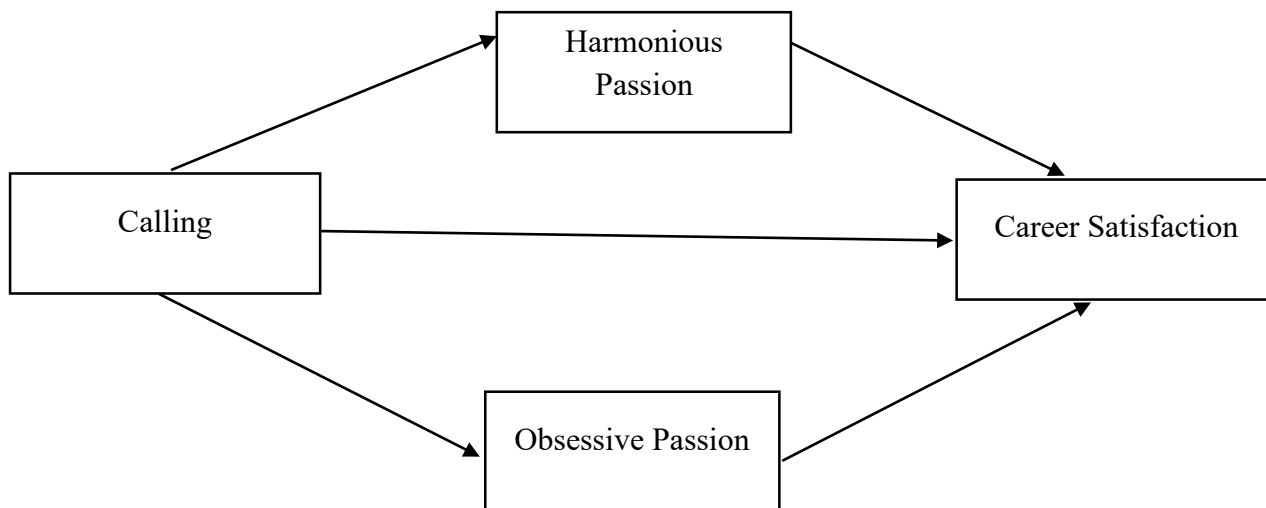 Harmonious
Passion
Calling
Career Satisfaction
Obsessive Passion